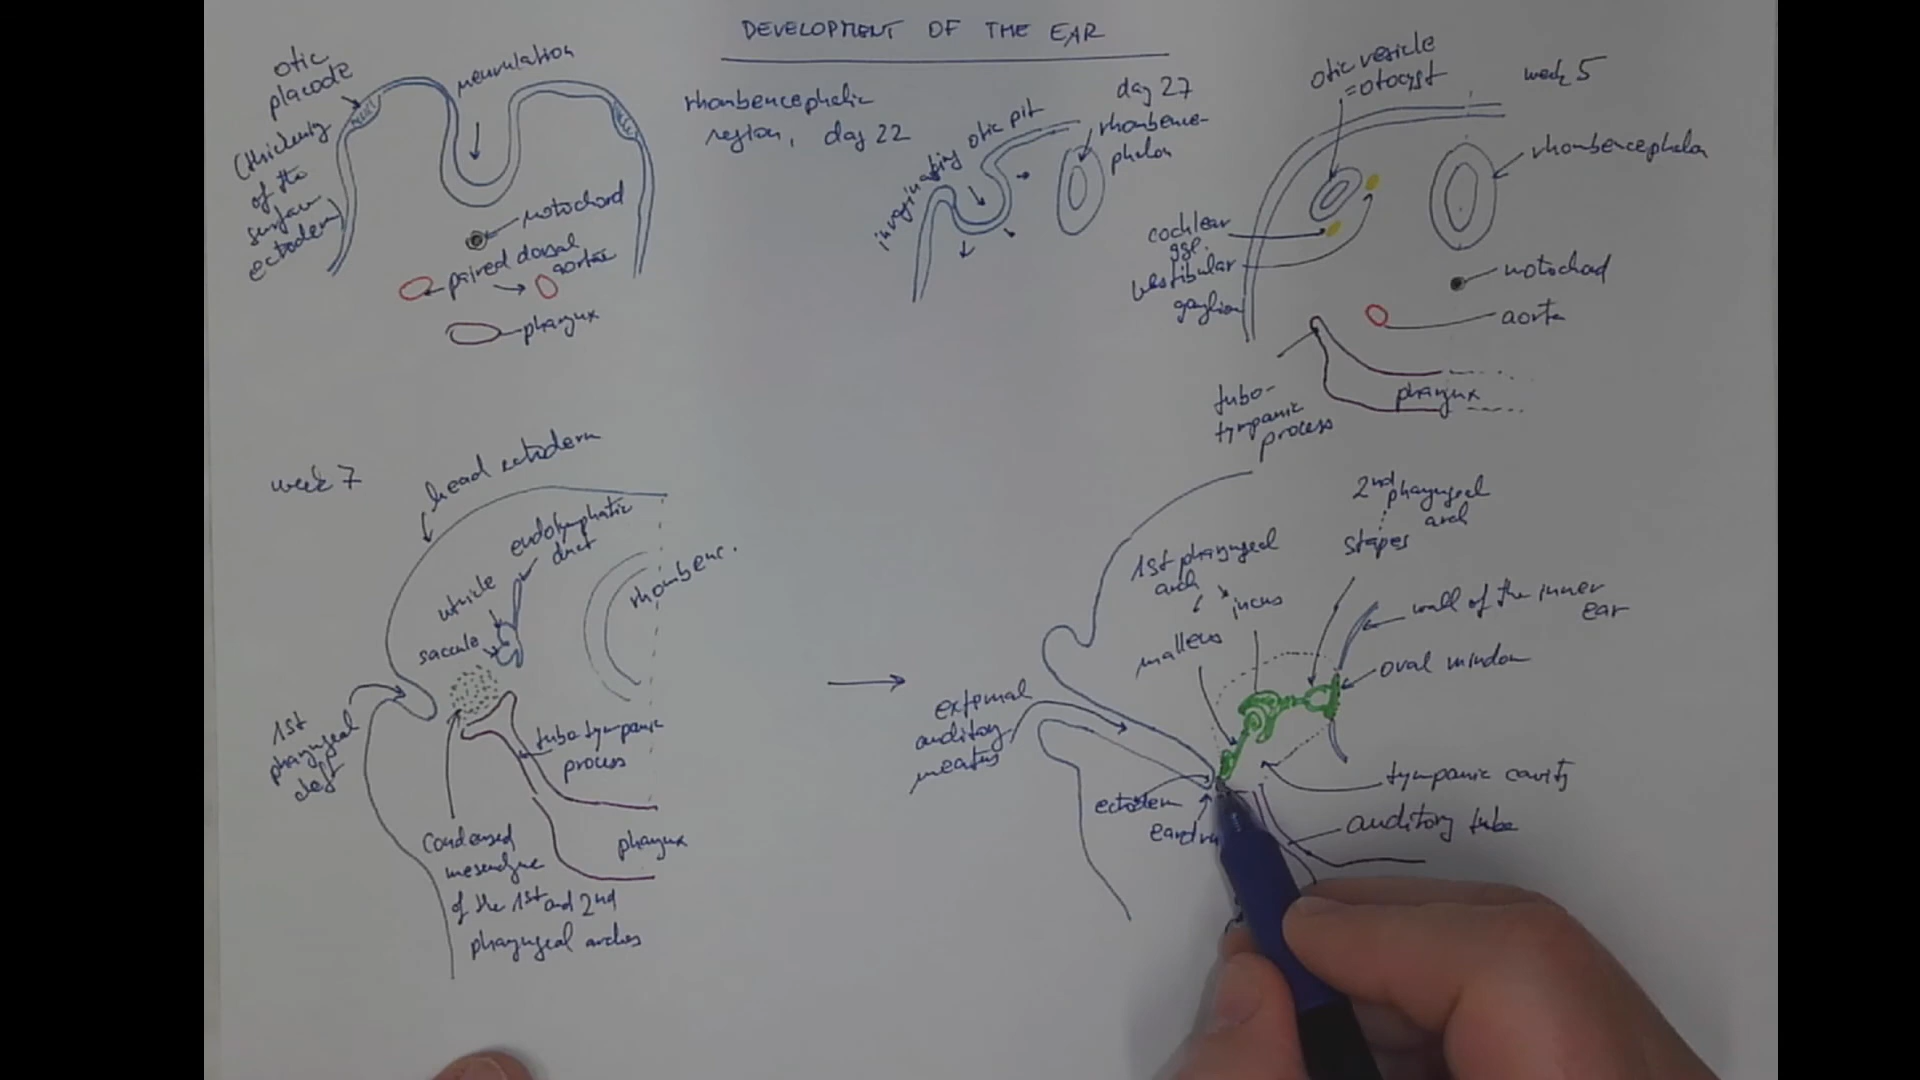 DEVELOPMENT OF THE EAR
otic
placode
(thickening
of the
surface
ectoderm)
neurulation
notochord
paired dorsal
aortae
pharynx
rhombencephalic
region, day 22
day 27
invaginating otic pit
rhombence-
phalon
week 5
otic vesicle
=otocyst
rhombencephalon
cochlear
ggl.
vestibular
ganglion
notochord
aorta
pharynx
tubo-
tympanic
process
week 7
head ectoderm
endolymphatic
duct
utricle
saccule
rhombenc.
1st
pharyngeal
cleft
tubo tympanic
process
pharynx
Condensed
mesenchyme
of the 1st and 2nd
pharyngeal arches
2nd pharyngeal
arch
stapes
1st pharyngeal
arch
incus
malleus
wall of the inner
ear
oval window
external
auditory
meatus
tympanic cavity
auditory tube
ectoderm
eardru